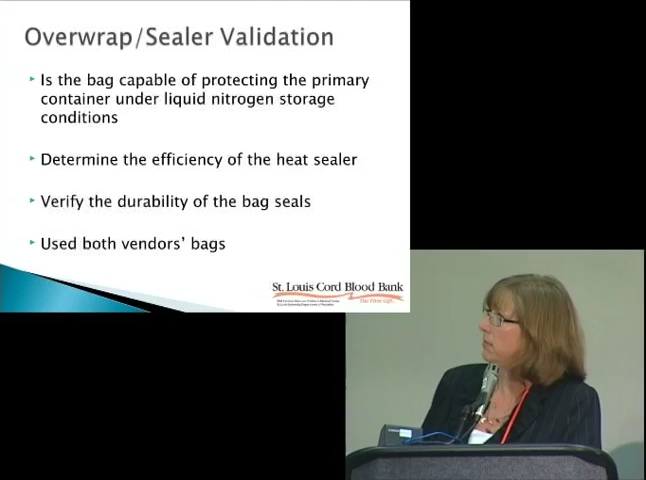 Overwrap/Sealer Validation
Is the bag capable of protecting the primary
container under liquid nitrogen storage
conditions
Determine the efficiency of the heat sealer
Verify the durability of the bag seals
Used both vendors' bags
St. Louis Cord Blood Bank